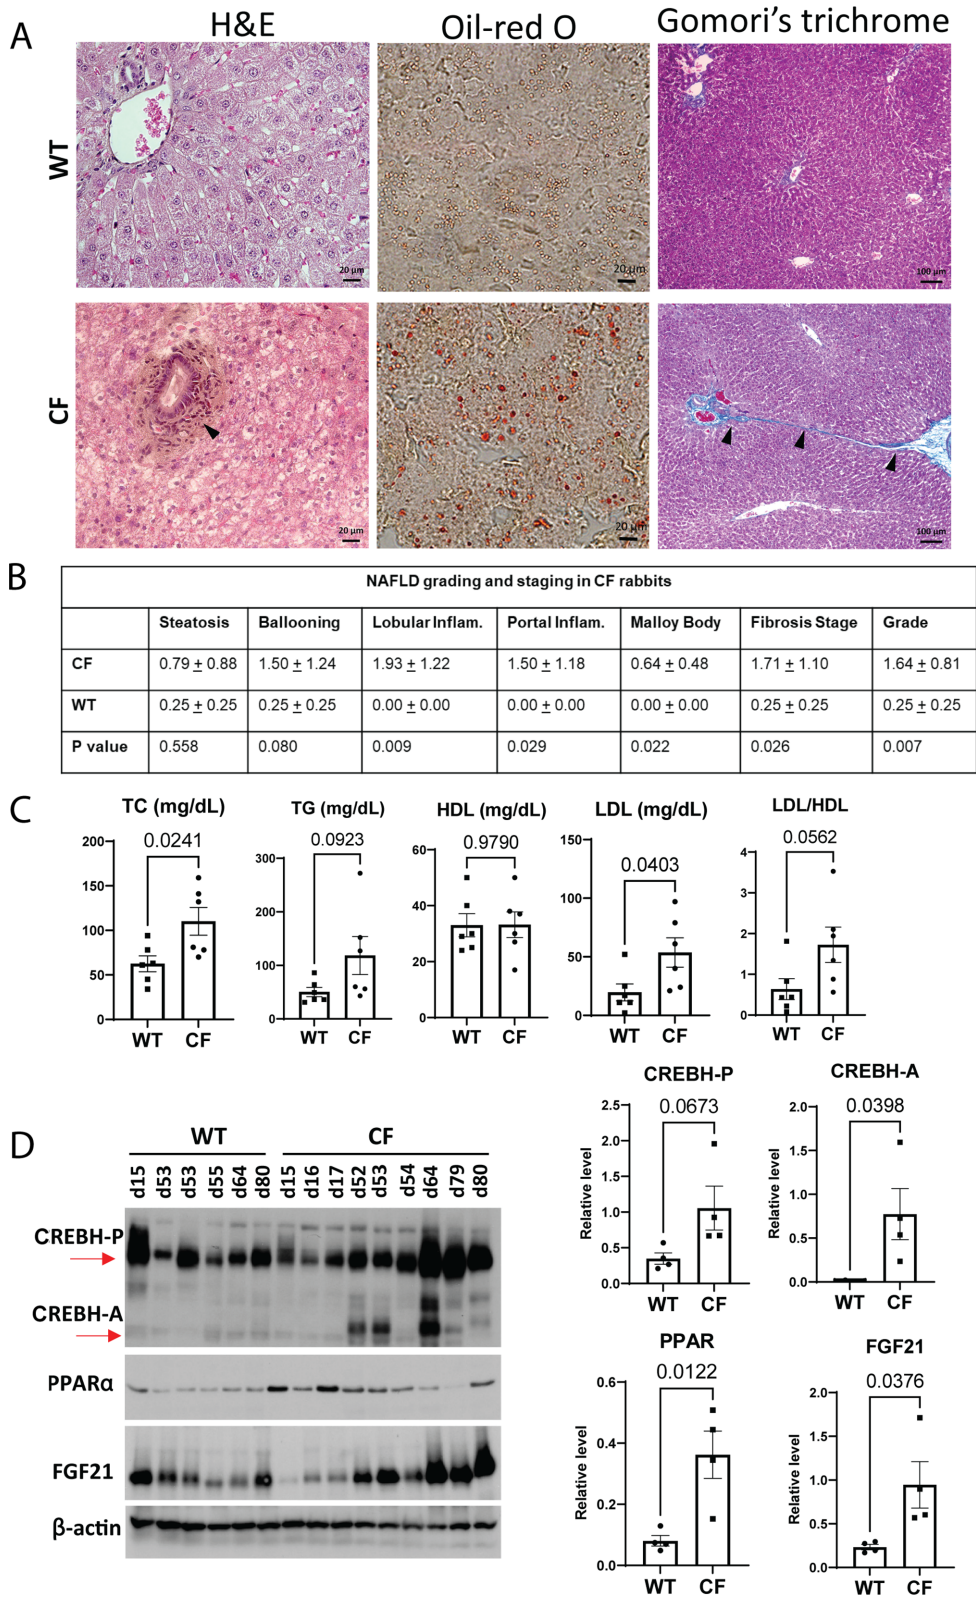 A
H&E
Oil-red O
Gomori's trichrome
WT
20 µm
20 µm
100 µm
CF
20 µm
20 µm
100 µm
B
NAFLD grading and staging in CF rabbits
Steatosis Ballooning Lobular Inflam. Portal Inflam. Malloy Body Fibrosis Stage Grade
CF 0.79 ± 0.88 1.50 ± 1.24 1.93 ± 1.22 1.50 ± 1.18 0.64 ± 0.48 1.71 ± 1.10 1.64 ± 0.81
WT 0.25 ± 0.25 0.25 ± 0.25 0.00 ± 0.00 0.00 ± 0.00 0.00 ± 0.00 0.25 ± 0.25 0.25 ± 0.25
P value 0.558 0.080 0.009 0.029 0.022 0.026 0.007
C
TC (mg/dL)
0.0241
200
150
100
50
0
WT CF
TG (mg/dL)
0.0923
300
200
100
0
WT CF
HDL (mg/dL)
0.9790
60
40
20
0
WT CF
LDL (mg/dL)
0.0403
150
100
50
0
WT CF
LDL/HDL
0.0562
4
3
2
1
0
WT CF
D
WT CF
d15 d53 d53 d55 d64 d80 d15 d16 d17 d52 d53 d54 d64 d79 d80
CREBH-P
CREBH-A
PPARα
FGF21
β-actin
CREBH-P
0.0673
Relative level
2.5
2.0
1.5
1.0
0.5
0.0
WT CF
CREBH-A
0.0398
Relative level
2.0
1.5
1.0
0.5
0.0
WT CF
PPAR
0.0122
Relative level
0.6
0.4
0.2
0.0
WT CF
FGF21
0.0376
Relative level
2.0
1.5
1.0
0.5
0.0
WT CF